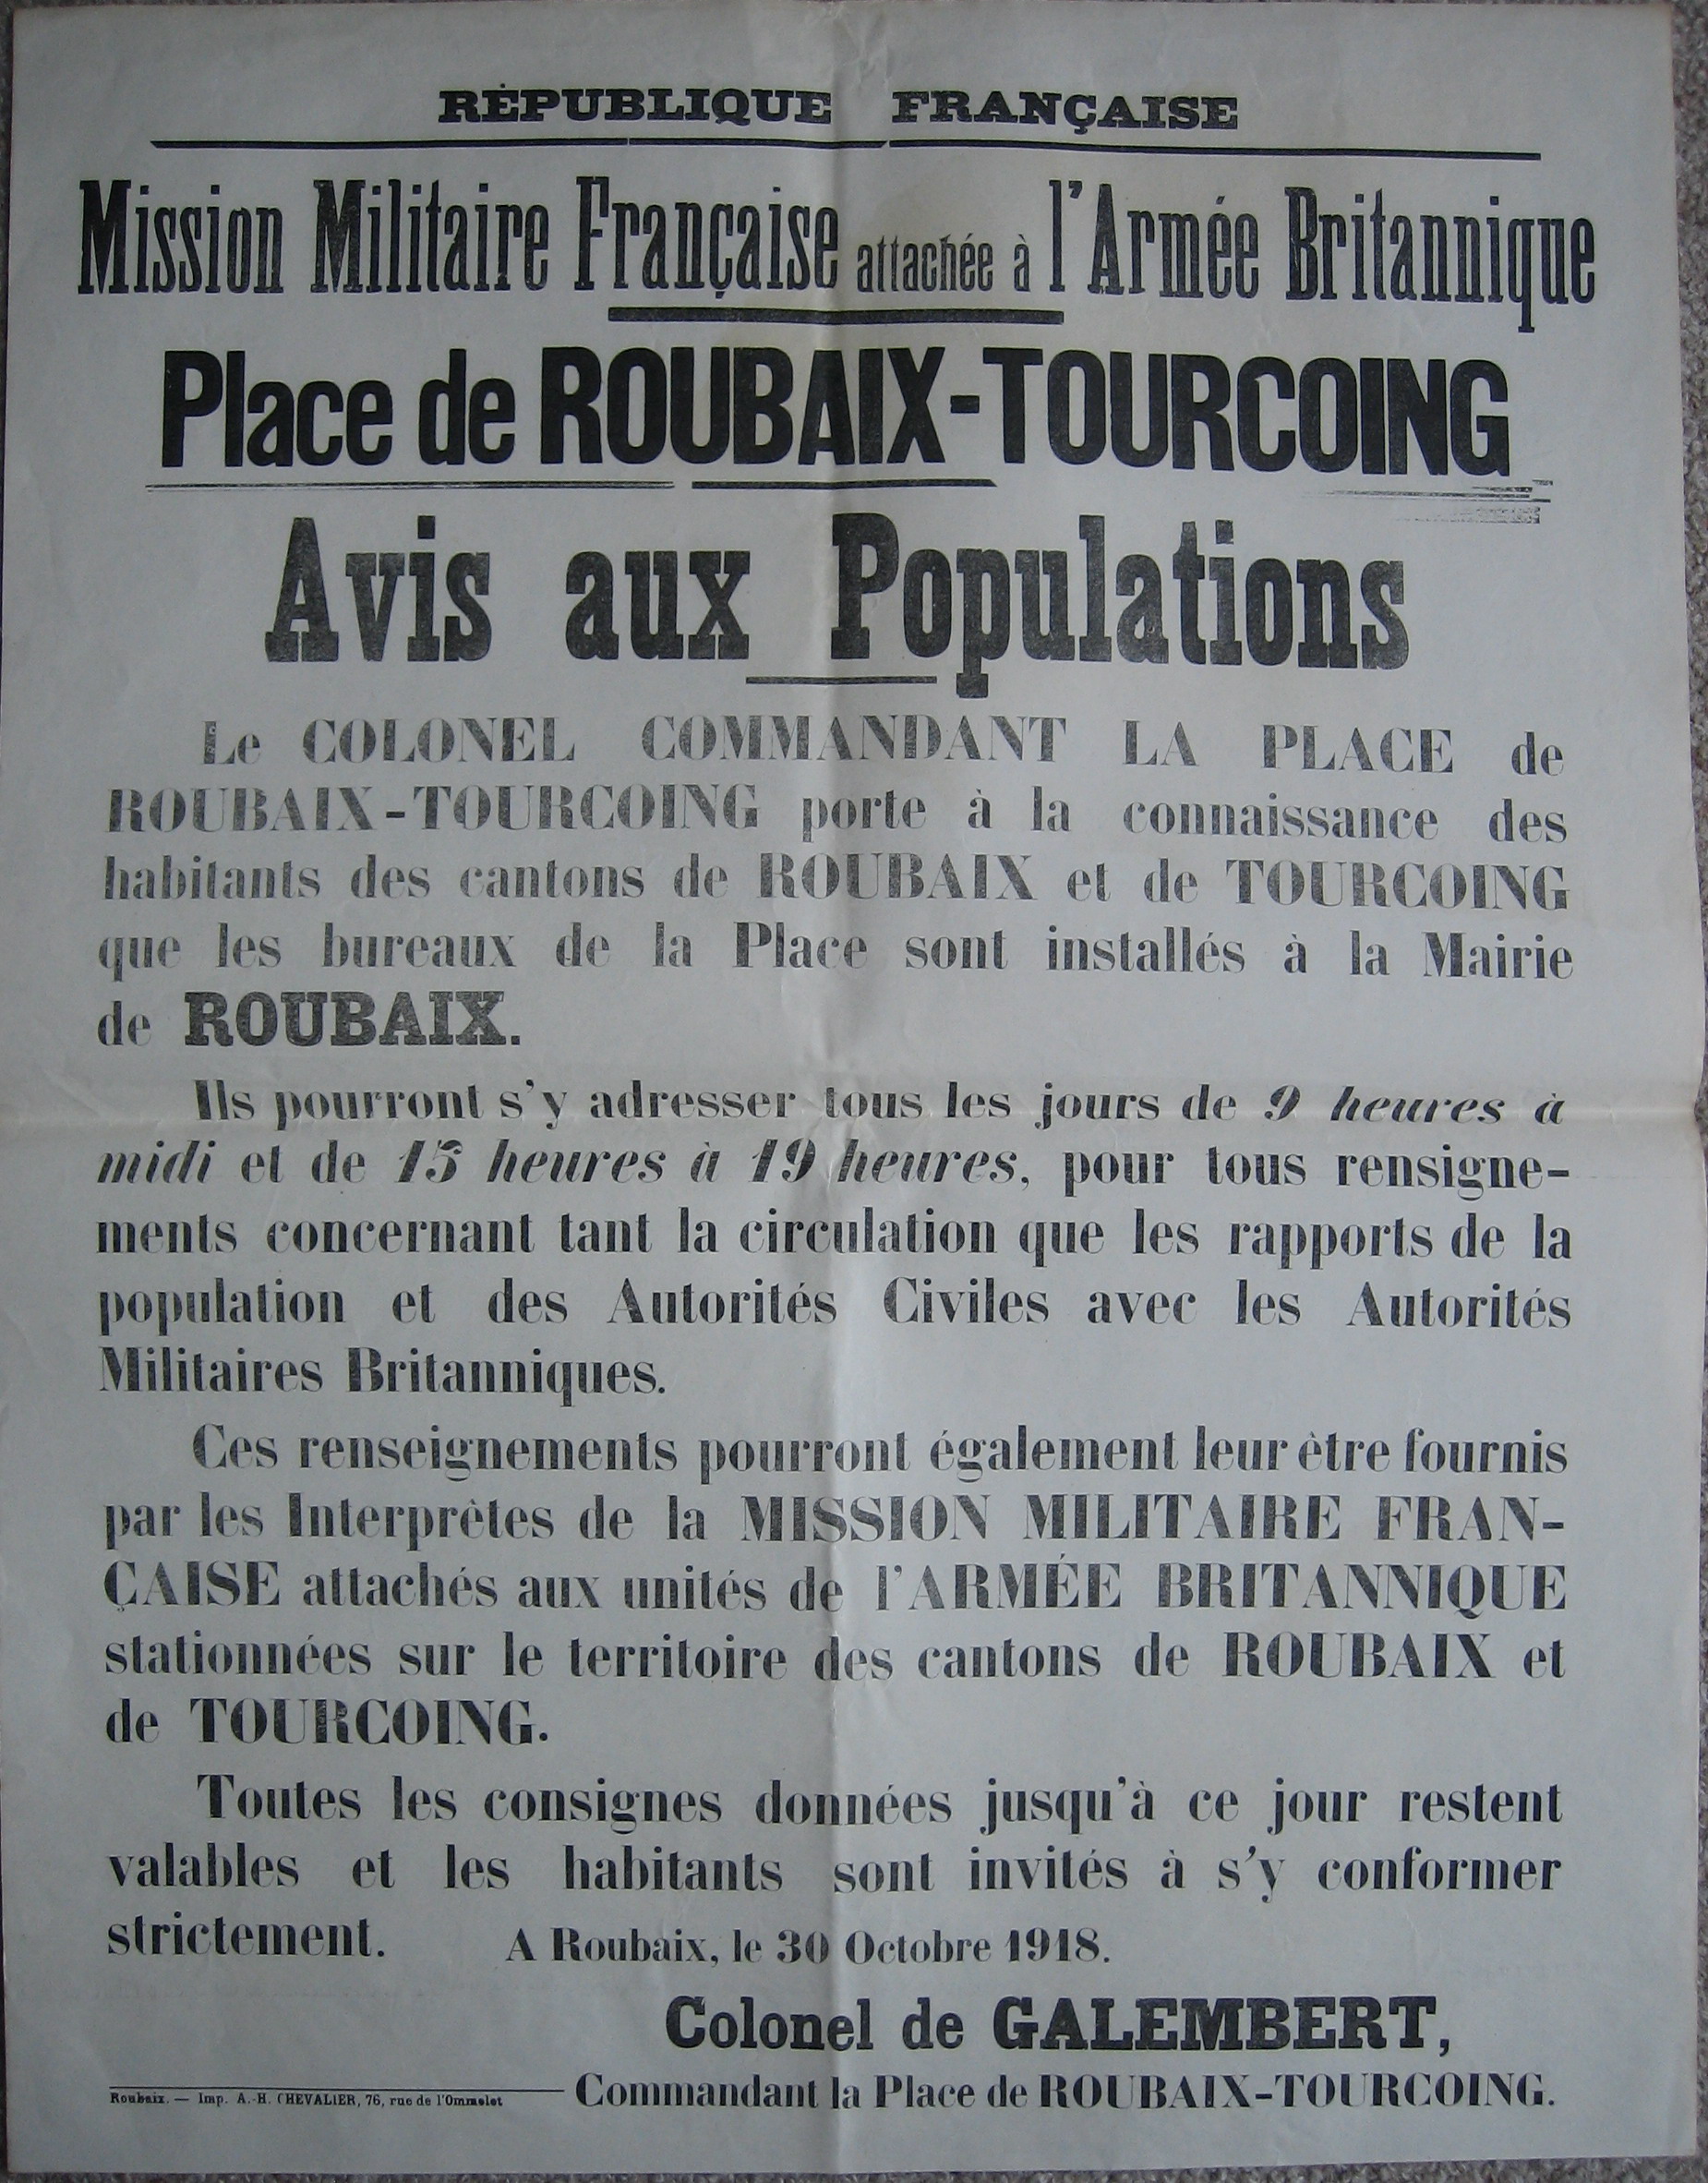 RÉPUBLIQUE FRANÇAISE
Mission Militaire Française attachée à l'Armée Britannique
Place de ROUBAIX-TOURCOING
Avis aux Populations
Le COLONEL COMMANDANT LA PLACE de
ROUBAIX-TOURCOING porte à la connaissance des
habitants des cantons de ROUBAIX et de TOURCOING
que les bureaux de la Place sont installés à la Mairie
de ROUBAIX.
Ils pourront s'y adresser tous les jours de 9 heures à
midi et de 15 heures à 19 heures, pour tous rensigne-
ments concernant tant la circulation que les rapports de la
population et des Autorités Civiles avec les Autorités
Militaires Britanniques.
Ces renseignements pourront également leur être fournis
par les Interprètes de la MISSION MILITAIRE FRAN-
ÇAISE attachés aux unités de l'ARMÉE BRITANNIQUE
stationnées sur le territoire des cantons de ROUBAIX et
de TOURCOING.
Toutes les consignes données jusqu'à ce jour restent
valables et les habitants sont invités à s'y conformer
strictement. A Roubaix, le 30 Octobre 1918.
Colonel de GALEMBERT,
Commandant la Place de ROUBAIX-TOURCOING.
Roubaix. — Imp. A.-H. CHEVALIER, 76, rue de l'Ommelet